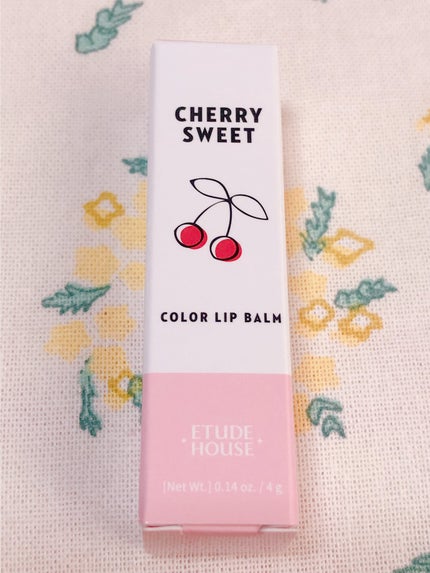 CHERRY
SWEET
COLOR LIP BALM
ETUDE
HOUSE
[Net Wt.] 0.14 oz. / 4 g